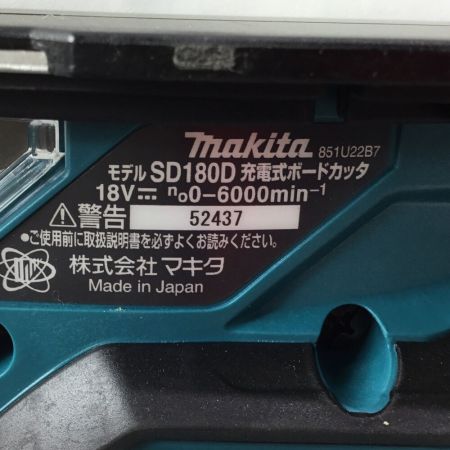 makita 851U22B7
モデル SD180D 充電式ボードカッタ
18V⎓ n₀0-6000min⁻¹
⚠警告 52437
●ご使用前に取扱説明書を必ずよくお読みください。
株式会社マキタ
Made in Japan